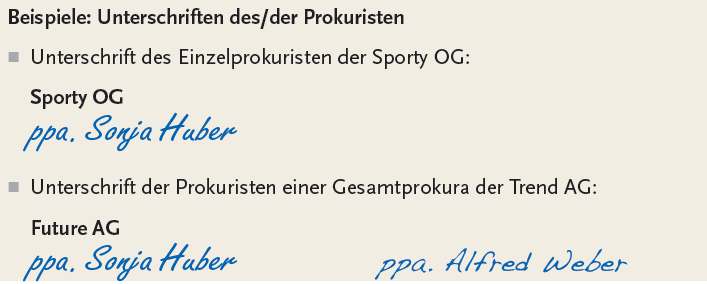 Beispiele: Unterschriften des/der Prokuristen
Unterschrift des Einzelprokuristen der Sporty OG:
Sporty OG
ppa. Sonja Huber
Unterschrift der Prokuristen einer Gesamtprokura der Trend AG:
Future AG
ppa. Sonja Huber ppa. Alfred Weber